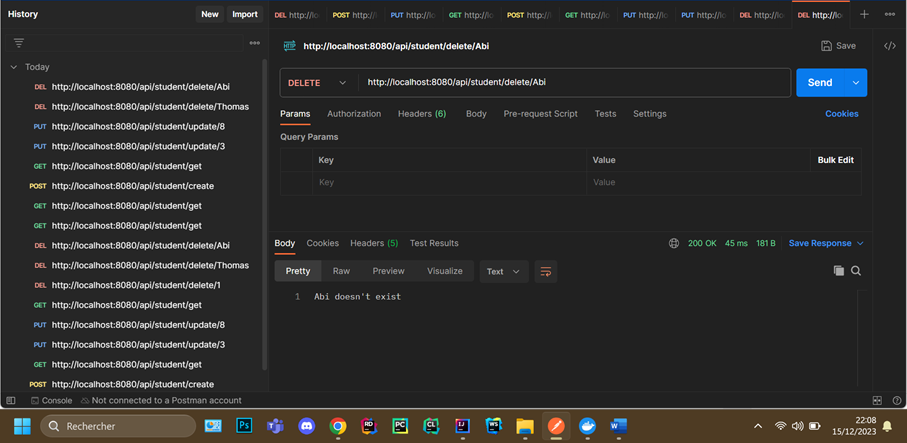 History
New
Import
DEL http://lo
POST http://l
PUT http://lo
GET http://lo
POST http://lo
GET http://lo
PUT http://lo
PUT http://lo
DEL http://lo
DEL http://lo
HTTP http://localhost:8080/api/student/delete/Abi
Save
Today
DELETE http://localhost:8080/api/student/delete/Abi Send
DEL http://localhost:8080/api/student/delete/Abi
DEL http://localhost:8080/api/student/delete/Thomas
PUT http://localhost:8080/api/student/update/8
PUT http://localhost:8080/api/student/update/3
GET http://localhost:8080/api/student/get
POST http://localhost:8080/api/student/create
GET http://localhost:8080/api/student/get
GET http://localhost:8080/api/student/get
DEL http://localhost:8080/api/student/delete/Abi
DEL http://localhost:8080/api/student/delete/Thomas
DEL http://localhost:8080/api/student/delete/1
GET http://localhost:8080/api/student/get
PUT http://localhost:8080/api/student/update/8
PUT http://localhost:8080/api/student/update/3
GET http://localhost:8080/api/student/get
POST http://localhost:8080/api/student/create
Params Authorization Headers (6) Body Pre-request Script Tests Settings Cookies
Query Params
Key Value Bulk Edit
Key Value
Body Cookies Headers (5) Test Results 200 OK 45 ms 181 B Save Response
Pretty Raw Preview Visualize Text
1 Abi doesn't exist
Console Not connected to a Postman account
Rechercher
Ps
RD
PC
CL
IJ
WS
W
22:08
15/12/2023